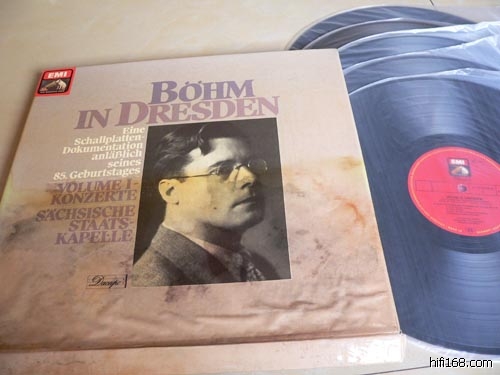 EMI
BÖHM
IN DRESDEN
Eine
Schallplatten-
Dokumentation
anläßlich
seines
85. Geburtstages
VOLUME I -
KONZERTE
SÄCHSISCHE
STAATS-
KAPELLE
Dacapo
EMI
hifi168.com